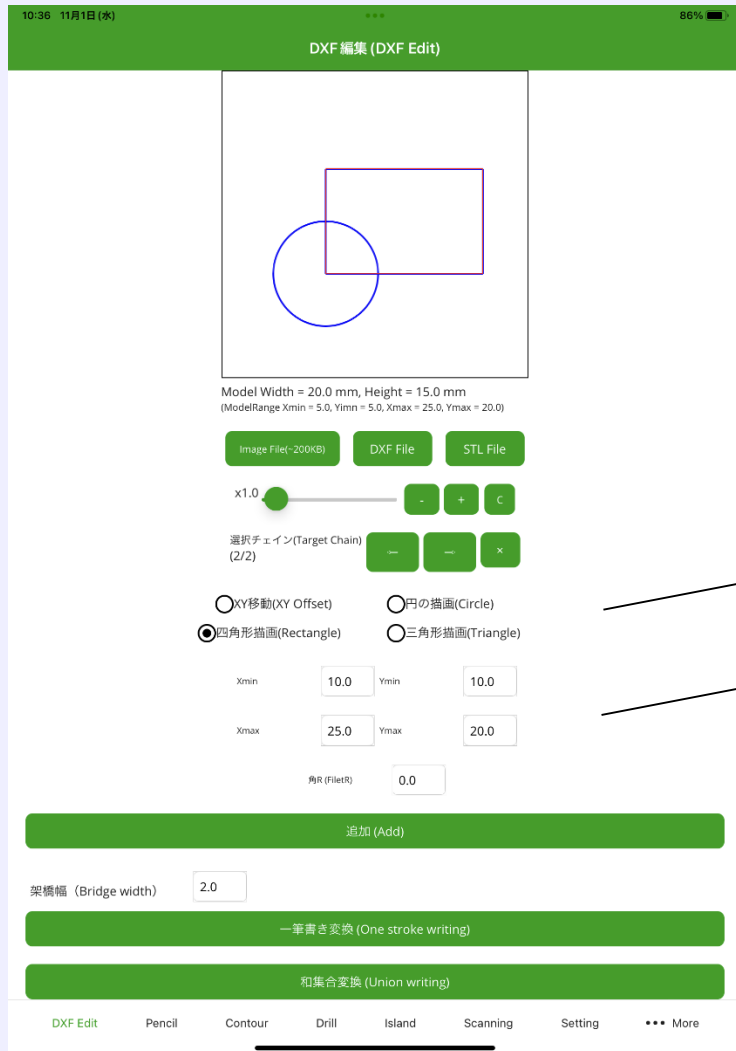 10:36 11月1日(水)
86%
DXF編集(DXF Edit)
Model Width = 20.0 mm, Height = 15.0 mm
(ModelRange Xmin = 5.0, Yimn = 5.0, Xmax = 25.0, Ymax = 20.0)
Image File(~200KB) DXF File STL File
x1.0 - + C
選択チェイン(Target Chain)
(2/2) ×
XY移動(XY Offset) 円の描画(Circle)
四角形描画(Rectangle) 三角形描画(Triangle)
Xmin 10.0 Ymin 10.0
Xmax 25.0 Ymax 20.0
角R (FiletR) 0.0
追加 (Add)
架橋幅（Bridge width） 2.0
一筆書き変換 (One stroke writing)
和集合変換 (Union writing)
DXF Edit Pencil Contour Drill Island Scanning Setting More